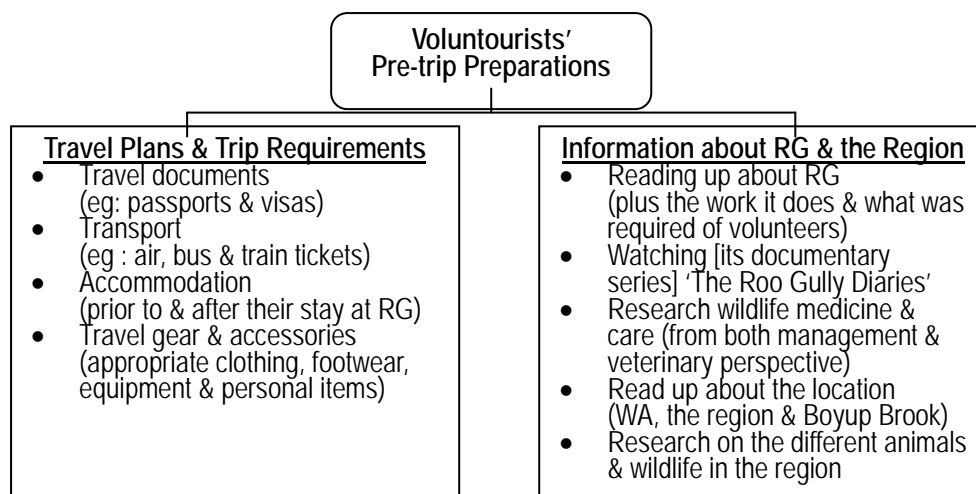 Voluntourists’
Pre-trip Preparations
Travel Plans & Trip Requirements
• Travel documents
(eg: passports & visas)
• Transport
(eg : air, bus & train tickets)
• Accommodation
(prior to & after their stay at RG)
• Travel gear & accessories
(appropriate clothing, footwear,
equipment & personal items)
Information about RG & the Region
• Reading up about RG
(plus the work it does & what was
required of volunteers)
• Watching [its documentary
series] ‘The Roo Gully Diaries’
• Research wildlife medicine &
care (from both management &
veterinary perspective)
• Read up about the location
(WA, the region & Boyup Brook)
• Research on the different animals
& wildlife in the region